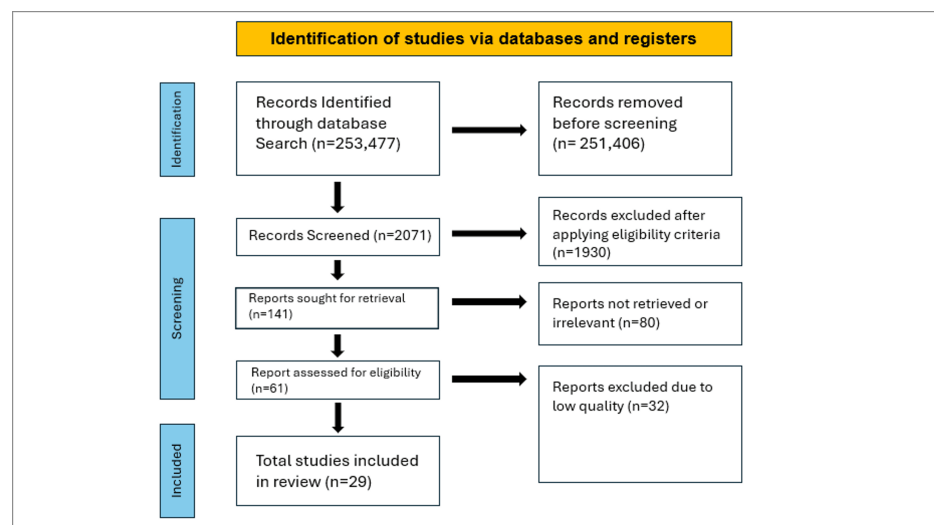 Identification of studies via databases and registers
Identification
Records Identified
through database
Search (n=253,477)
Records removed
before screening
(n= 251,406)
Screening
Records Screened (n=2071)
Records excluded after
applying eligibility criteria
(n=1930)
Reports sought for retrieval
(n=141)
Reports not retrieved or
irrelevant (n=80)
Report assessed for eligibility
(n=61)
Reports excluded due to
low quality (n=32)
Included
Total studies included
in review (n=29)